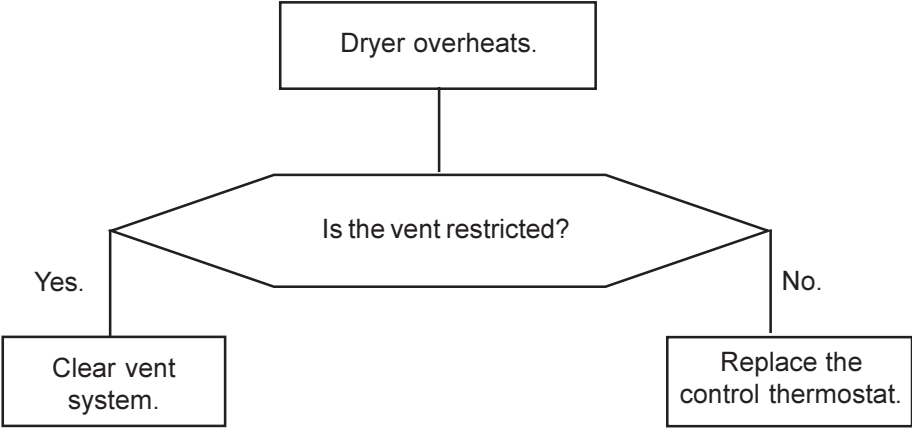 Dryer overheats.
Is the vent restricted?
Yes.
No.
Clear vent
system.
Replace the
control thermostat.